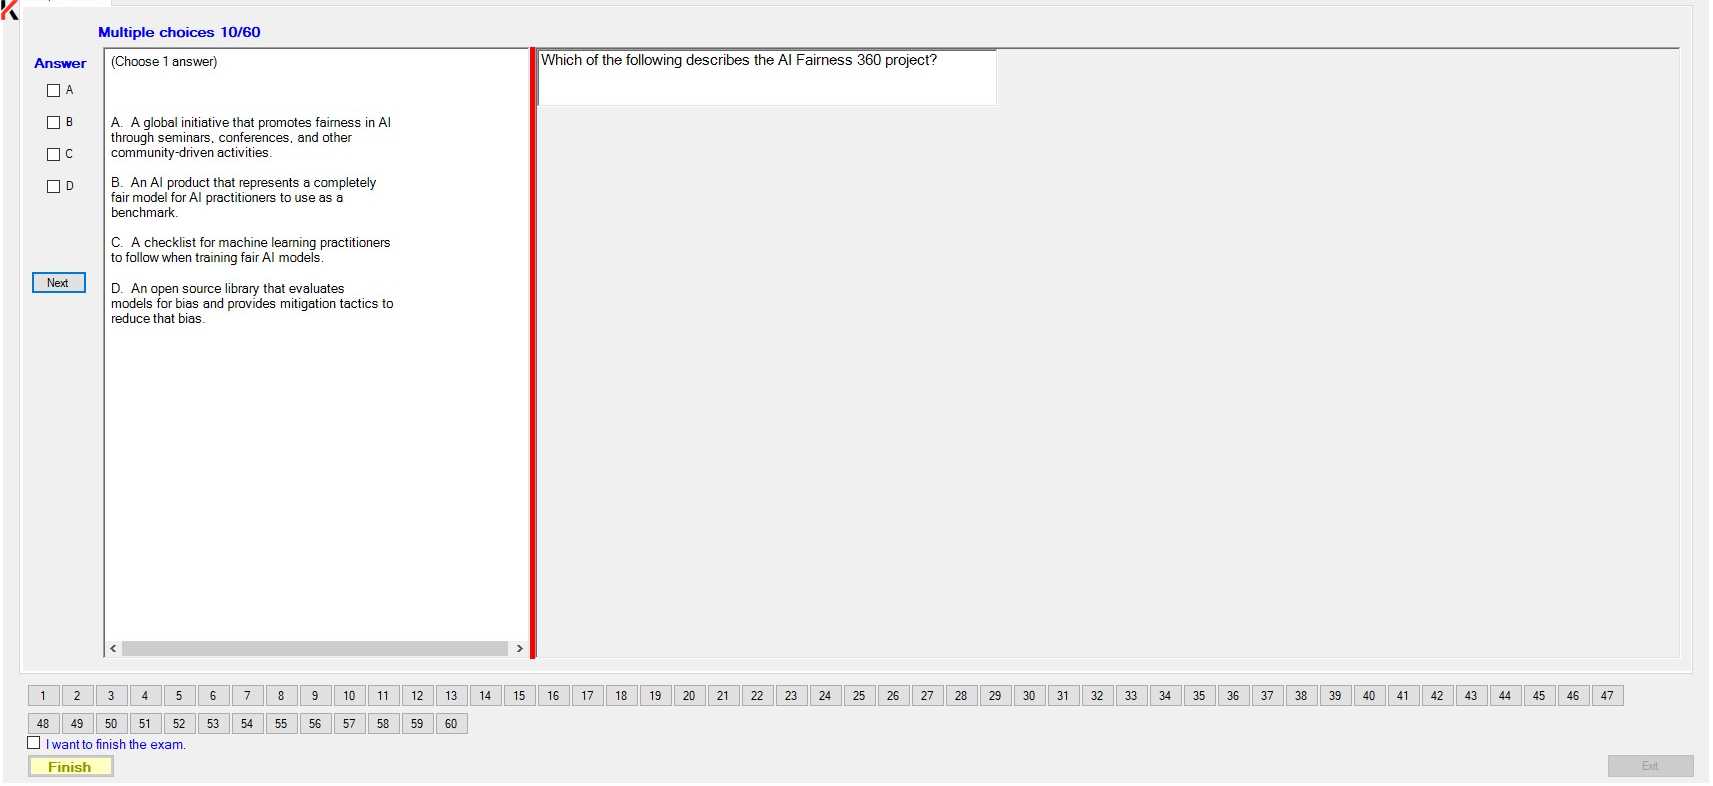 Multiple choices 10/60
Answer
A
B
C
D
Next
(Choose 1 answer)
A. A global initiative that promotes fairness in AI
through seminars, conferences, and other
community-driven activities.
B. An AI product that represents a completely
fair model for AI practitioners to use as a
benchmark.
C. A checklist for machine learning practitioners
to follow when training fair AI models.
D. An open source library that evaluates
models for bias and provides mitigation tactics to
reduce that bias.
Which of the following describes the AI Fairness 360 project?
1 2 3 4 5 6 7 8 9 10 11 12 13 14 15 16 17 18 19 20 21 22 23 24 25 26 27 28 29 30 31 32 33 34 35 36 37 38 39 40 41 42 43 44 45 46 47
48 49 50 51 52 53 54 55 56 57 58 59 60
I want to finish the exam.
Finish
Exit